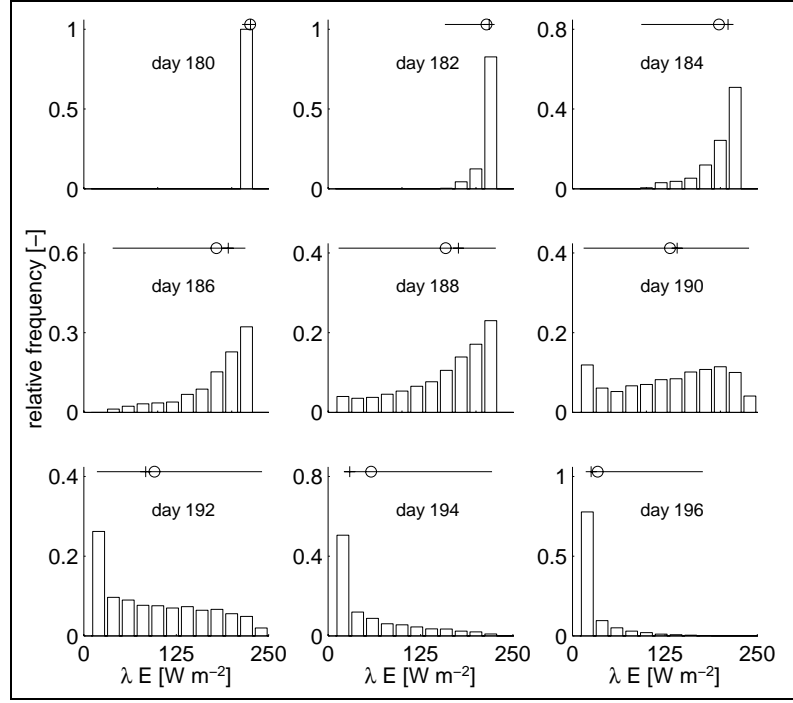 1
0.5
0
day 180
1
0.5
0
day 182
0.8
0.4
0
day 184
relative frequency [−]
0.6
0.3
0
day 186
0.4
0.2
0
day 188
0.4
0.2
0
day 190
0.4
0.2
0
day 192
0 125 250
λ E [W m⁻²]
0.8
0.4
0
day 194
0 125 250
λ E [W m⁻²]
1
0.5
0
day 196
0 125 250
λ E [W m⁻²]